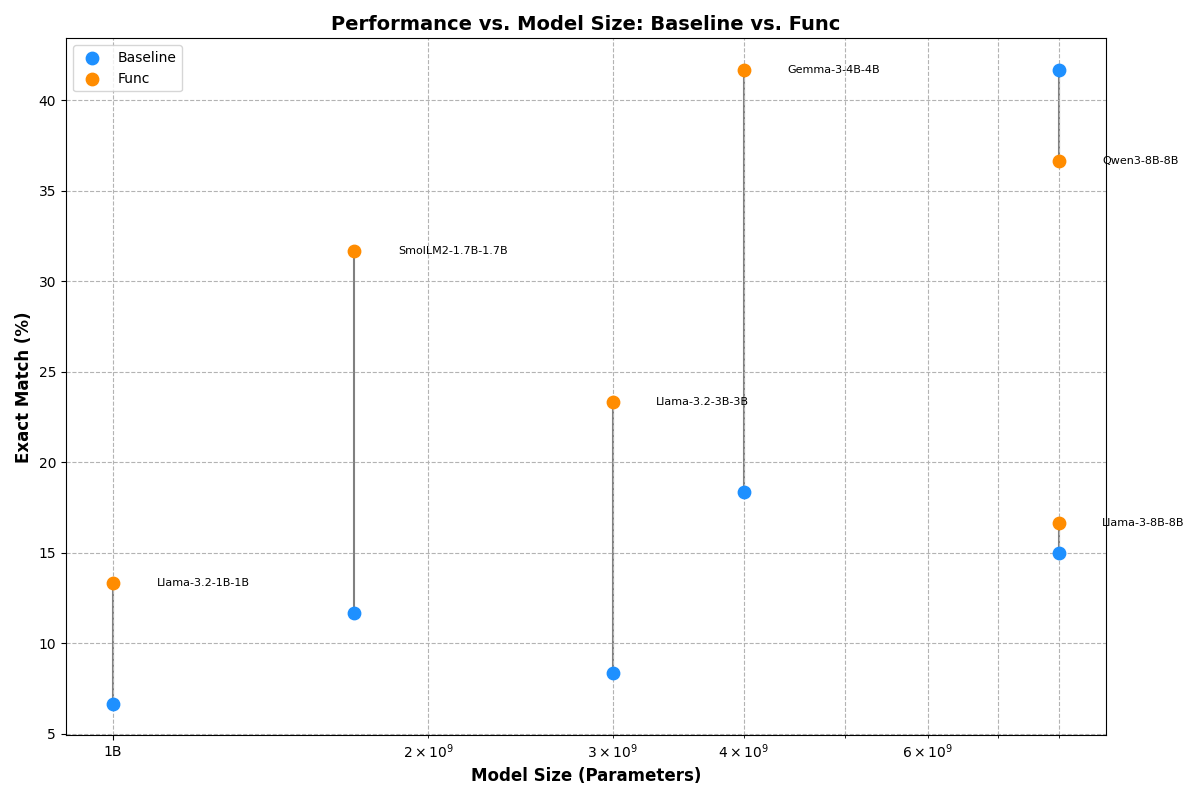 Performance vs. Model Size: Baseline vs. Func
Baseline
Func
Gemma-3-4B-4B
Qwen3-8B-8B
SmolLM2-1.7B-1.7B
Llama-3.2-3B-3B
Llama-3-8B-8B
Llama-3.2-1B-1B
Exact Match (%)
40
35
30
25
20
15
10
5
1B
2 × 10⁹
3 × 10⁹
4 × 10⁹
6 × 10⁹
Model Size (Parameters)